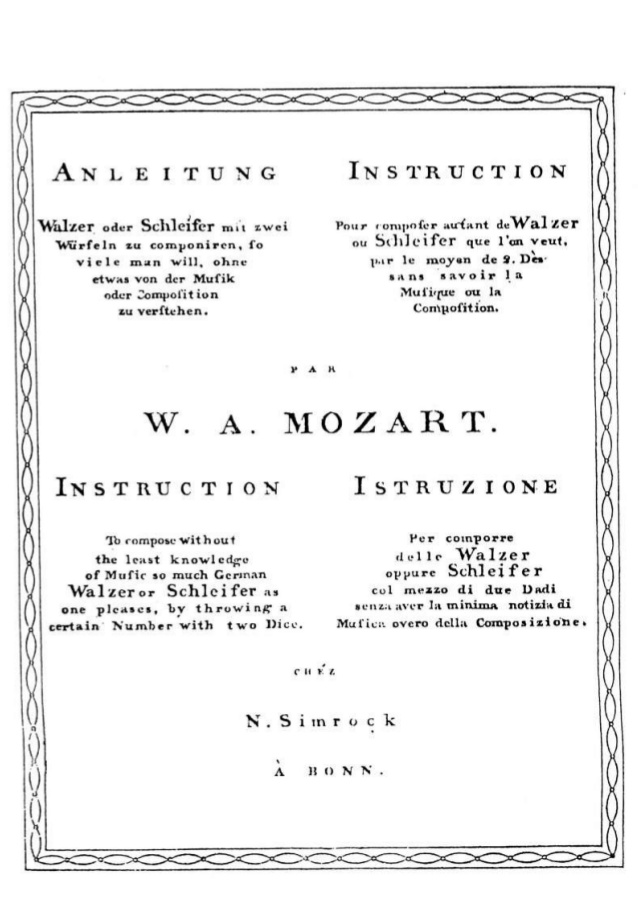 ANLEITUNG
Walzer oder Schleifer mit zwei
Würfeln zu componiren, ſo
viele man will, ohne
etwas von der Muſik
oder Compoſition
zu verſtehen.
INSTRUCTION
Pour compoſer autant de Walzer
ou Schleifer que l'on veut,
par le moyen de 2. Dès
sans savoir la
Muſique ou la
Compoſition.
PAR
W. A. MOZART.
INSTRUCTION
To compose without
the least knowledge
of Muſic so much German
Walzer or Schleifer as
one pleases, by throwing a
certain Number with two Dice.
ISTRUZIONE
Per comporre
delle Walzer
oppure Schleifer
col mezzo di due Dadi
senza aver la minima notizia di
Muſica overo della Composizione.
CHÉZ
N. Simrock
À BONN.